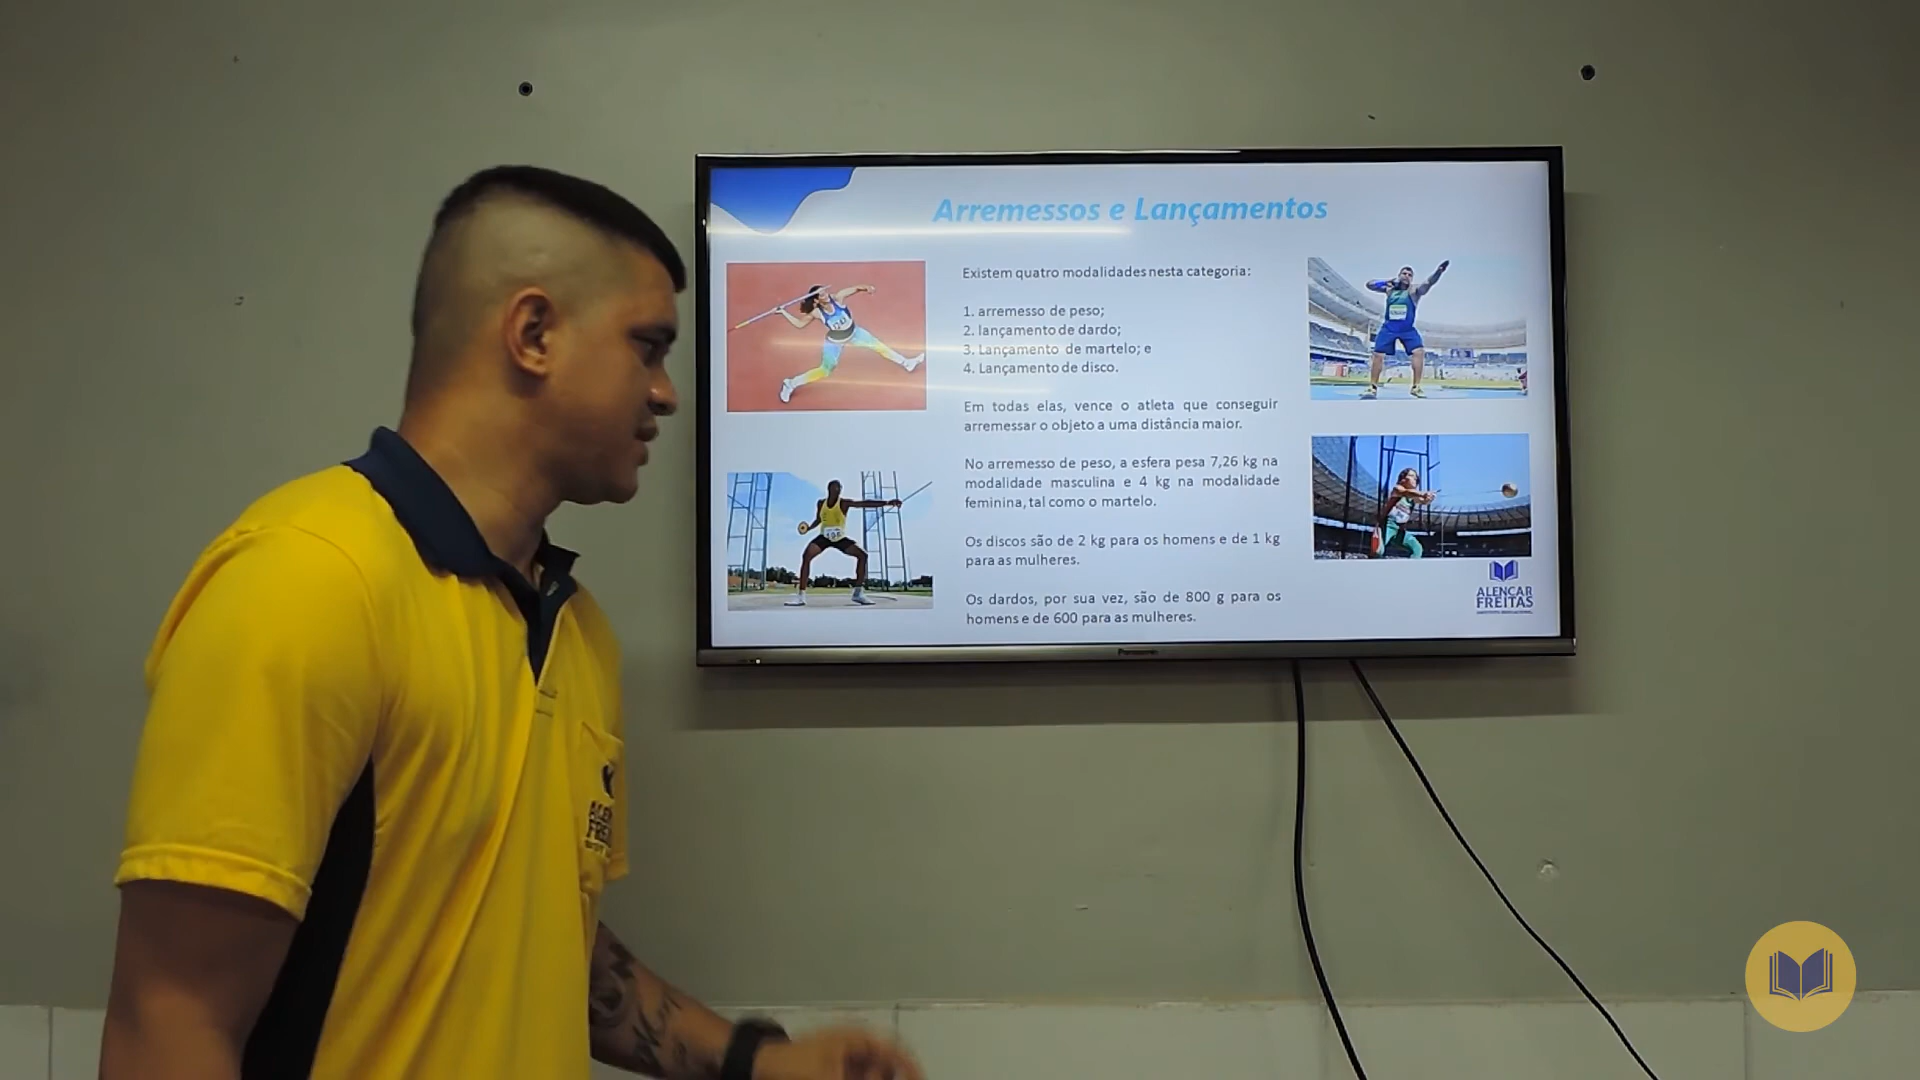 Arremessos e Lançamentos
Existem quatro modalidades nesta categoria:
1. arremesso de peso;
2. lançamento de dardo;
3. Lançamento de martelo; e
4. Lançamento de disco.
Em todas elas, vence o atleta que conseguir
arremessar o objeto a uma distância maior.
No arremesso de peso, a esfera pesa 7,26 kg na
modalidade masculina e 4 kg na modalidade
feminina, tal como o martelo.
Os discos são de 2 kg para os homens e de 1 kg
para as mulheres.
Os dardos, por sua vez, são de 800 g para os
homens e de 600 para as mulheres.
ALENCAR
FREITAS
Panasonic